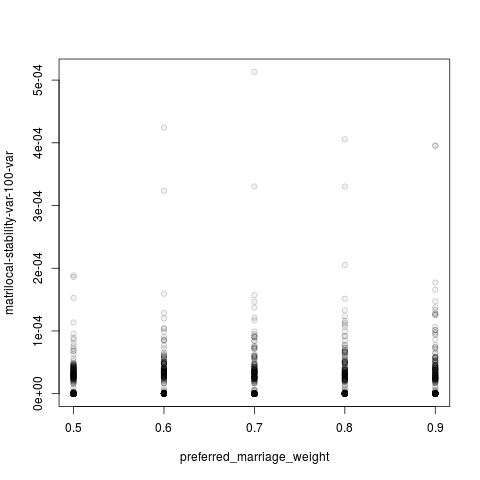 5e-04
4e-04
3e-04
2e-04
1e-04
0e+00
matrilocal-stability-var-100-var
0.5 0.6 0.7 0.8 0.9
preferred_marriage_weight